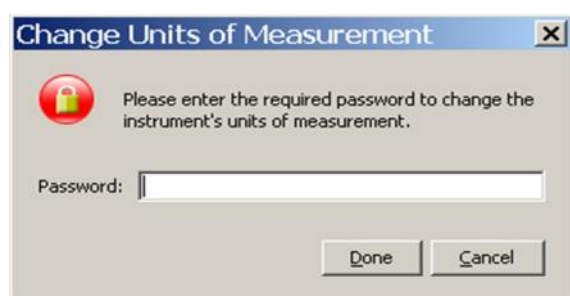 Change Units of Measurement
Please enter the required password to change the
instrument's units of measurement.
Password:
Done Cancel